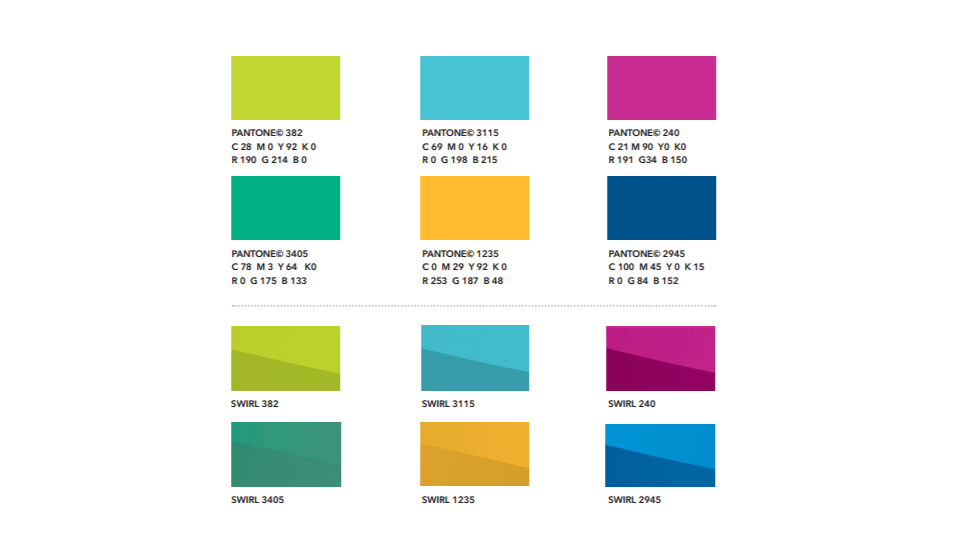 PANTONE© 382
C 28 M 0 Y 92 K 0
R 190 G 214 B 0
PANTONE© 3115
C 69 M 0 Y 16 K 0
R 0 G 198 B 215
PANTONE© 240
C 21 M 90 Y0 K0
R 191 G34 B 150
PANTONE© 3405
C 78 M 3 Y 64 K0
R 0 G 175 B 133
PANTONE© 1235
C 0 M 29 Y 92 K 0
R 253 G 187 B 48
PANTONE© 2945
C 100 M 45 Y 0 K 15
R 0 G 84 B 152
SWIRL 382
SWIRL 3115
SWIRL 240
SWIRL 3405
SWIRL 1235
SWIRL 2945